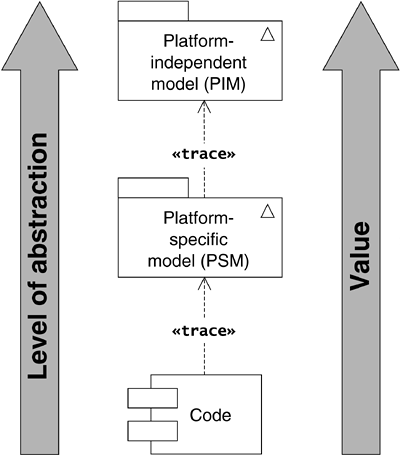 Platform-
independent
model (PIM)
«trace»
Platform-
specific
model (PSM)
«trace»
Code
Level of abstraction
Value